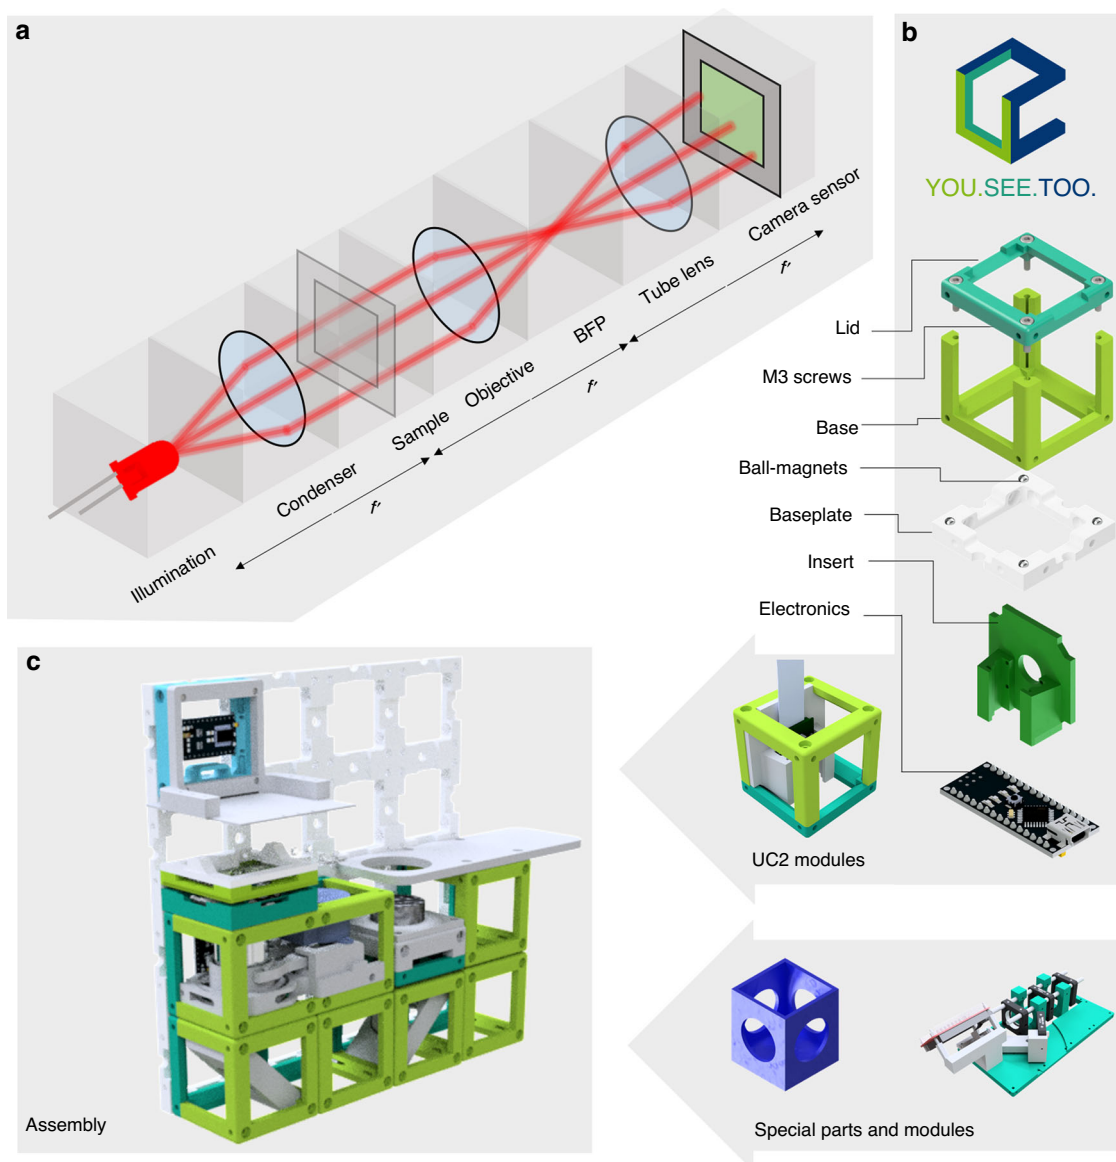 a
Illumination
Condenser
Sample
Objective
BFP
Tube lens
Camera sensor
f'
f'
f'
b
YOU.SEE.TOO.
Lid
M3 screws
Base
Ball-magnets
Baseplate
Insert
Electronics
UC2 modules
Special parts and modules
c
Assembly